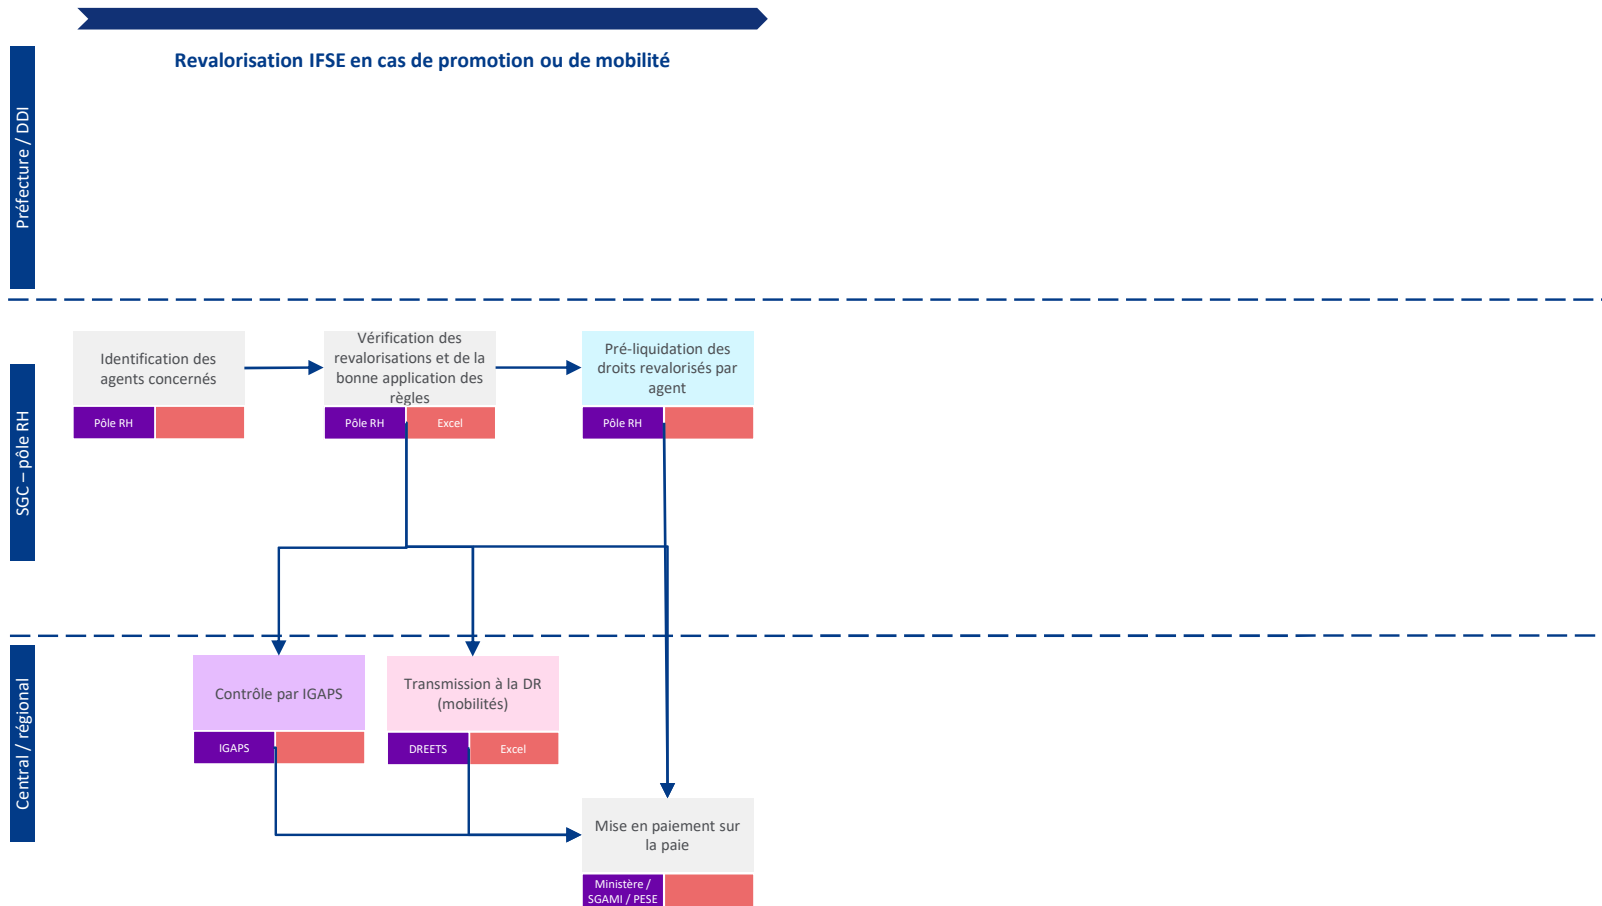 Revalorisation IFSE en cas de promotion ou de mobilité
Préfecture / DDI
SGC – pôle RH
Identification des
agents concernés
Pôle RH
Vérification des
revalorisations et de la
bonne application des
règles
Pôle RH
Excel
Pré-liquidation des
droits revalorisés par
agent
Pôle RH
Central / régional
Contrôle par IGAPS
IGAPS
Transmission à la DR
(mobilités)
DREETS
Excel
Mise en paiement sur
la paie
Ministère /
SGAMI / PESE